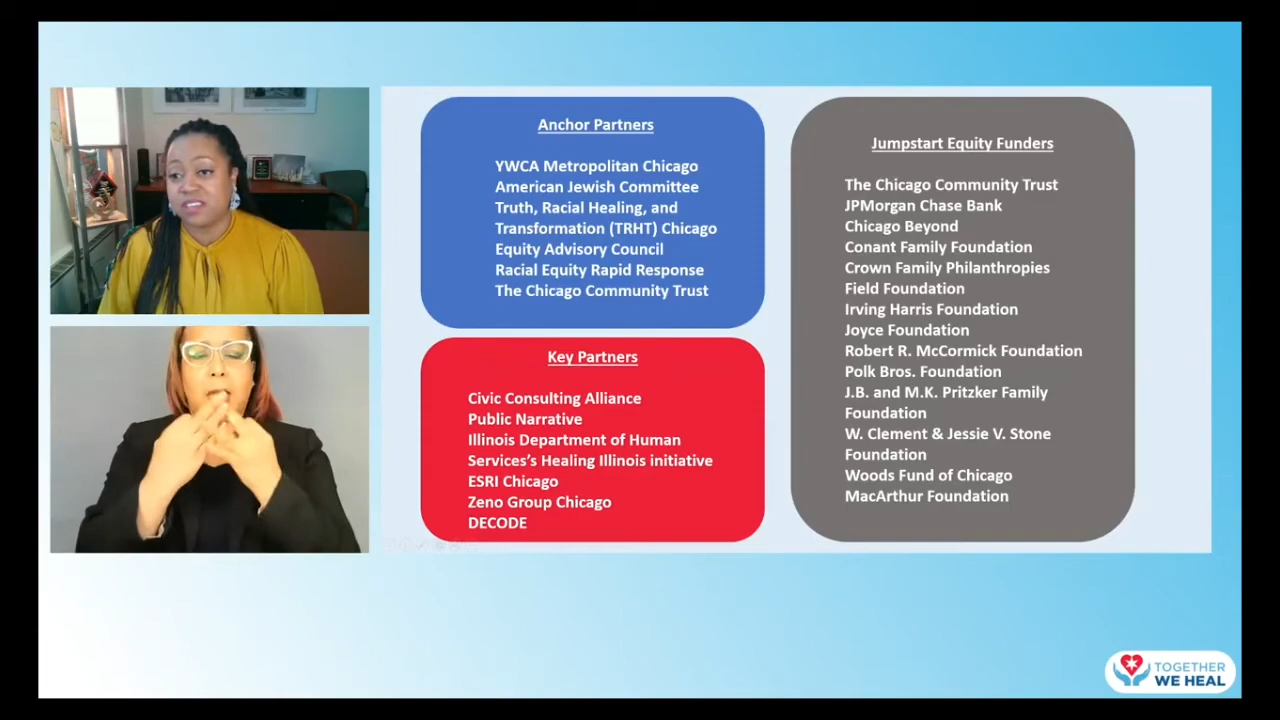 Anchor Partners
YWCA Metropolitan Chicago
American Jewish Committee
Truth, Racial Healing, and
Transformation (TRHT) Chicago
Equity Advisory Council
Racial Equity Rapid Response
The Chicago Community Trust
Key Partners
Civic Consulting Alliance
Public Narrative
Illinois Department of Human
Services’s Healing Illinois initiative
ESRI Chicago
Zeno Group Chicago
DECODE
Jumpstart Equity Funders
The Chicago Community Trust
JPMorgan Chase Bank
Chicago Beyond
Conant Family Foundation
Crown Family Philanthropies
Field Foundation
Irving Harris Foundation
Joyce Foundation
Robert R. McCormick Foundation
Polk Bros. Foundation
J.B. and M.K. Pritzker Family
Foundation
W. Clement & Jessie V. Stone
Foundation
Woods Fund of Chicago
MacArthur Foundation
TOGETHER
WE HEAL